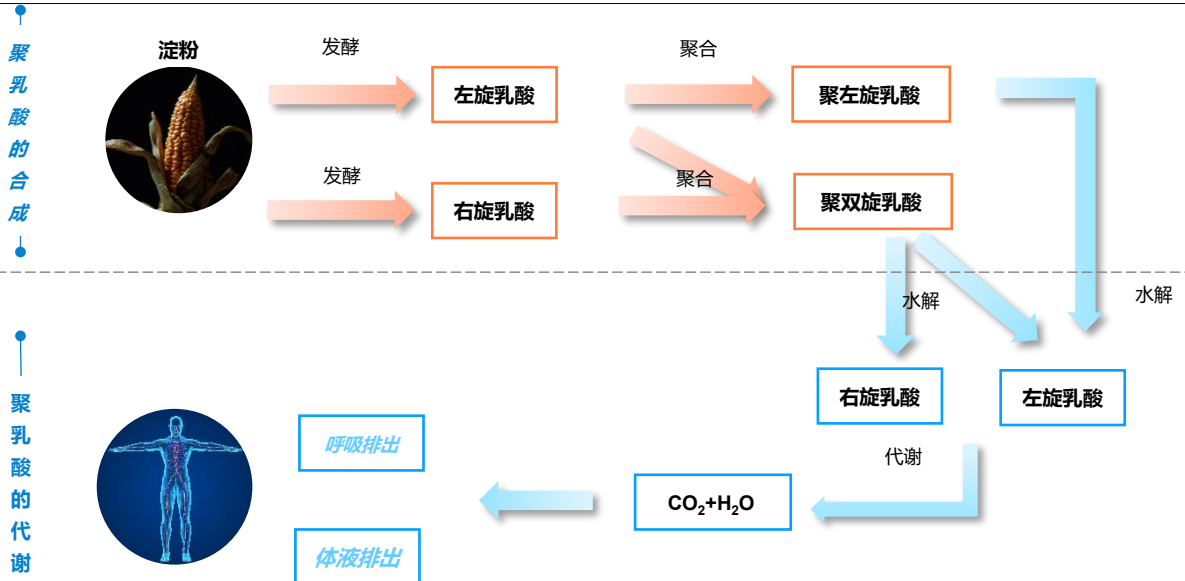 聚乳酸的合成
淀粉
发酵
左旋乳酸
聚合
聚左旋乳酸
发酵
右旋乳酸
聚合
聚双旋乳酸
水解
水解
聚乳酸的代谢
右旋乳酸
左旋乳酸
代谢
CO₂+H₂O
呼吸排出
体液排出